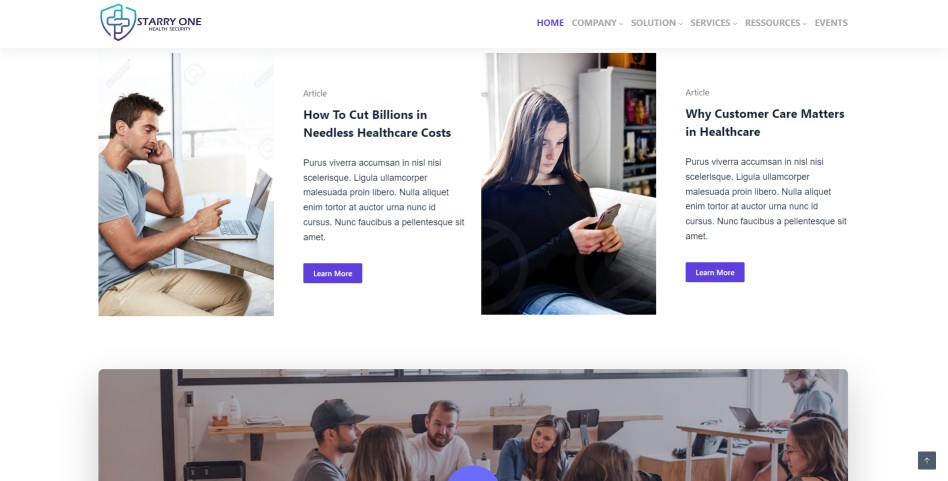 STARRY ONE
HEALTH SECURITY
HOME COMPANY SOLUTION SERVICES RESSOURCES EVENTS
Article
How To Cut Billions in
Needless Healthcare Costs
Purus viverra accumsan in nisl nisi
scelerisque. Ligula ullamcorper
malesuada proin libero. Nulla aliquet
enim tortor at auctor urna nunc id
cursus. Nunc faucibus a pellentesque sit
amet.
Learn More
Article
Why Customer Care Matters
in Healthcare
Purus viverra accumsan in nisl nisi
scelerisque. Ligula ullamcorper
malesuada proin libero. Nulla aliquet
enim tortor at auctor urna nunc id
cursus. Nunc faucibus a pellentesque sit
amet.
Learn More